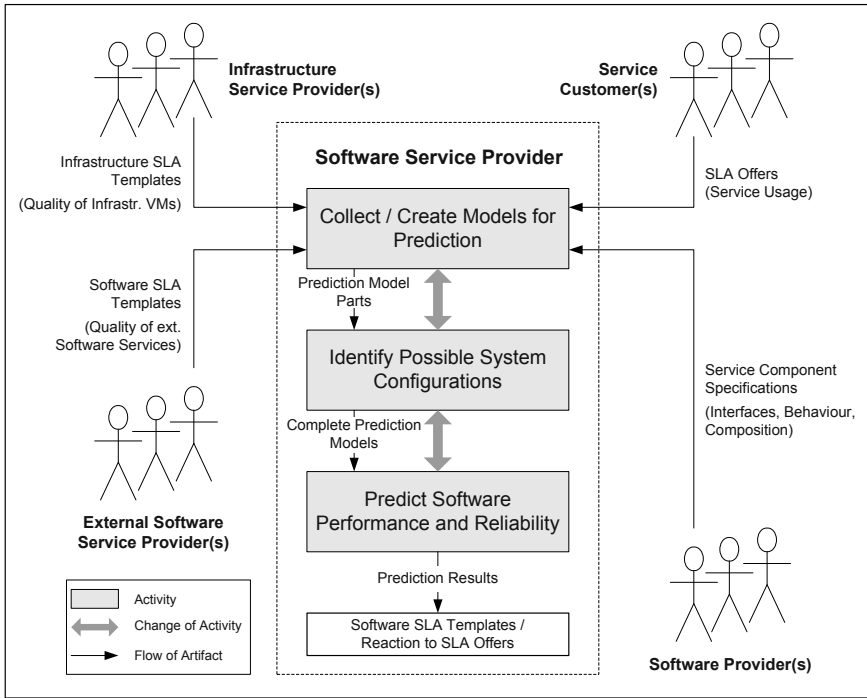 Infrastructure
Service Provider(s)
Service
Customer(s)
Infrastructure SLA
Templates
(Quality of Infrastr. VMs)
Software Service Provider
SLA Offers
(Service Usage)
Collect / Create Models for
Prediction
Software SLA
Templates
(Quality of ext.
Software Services)
Prediction Model
Parts
Identify Possible System
Configurations
Service Component
Specifications
(Interfaces, Behaviour,
Composition)
Complete Prediction
Models
Predict Software
Performance and Reliability
External Software
Service Provider(s)
Prediction Results
Software SLA Templates /
Reaction to SLA Offers
Activity
Change of Activity
Flow of Artifact
Software Provider(s)